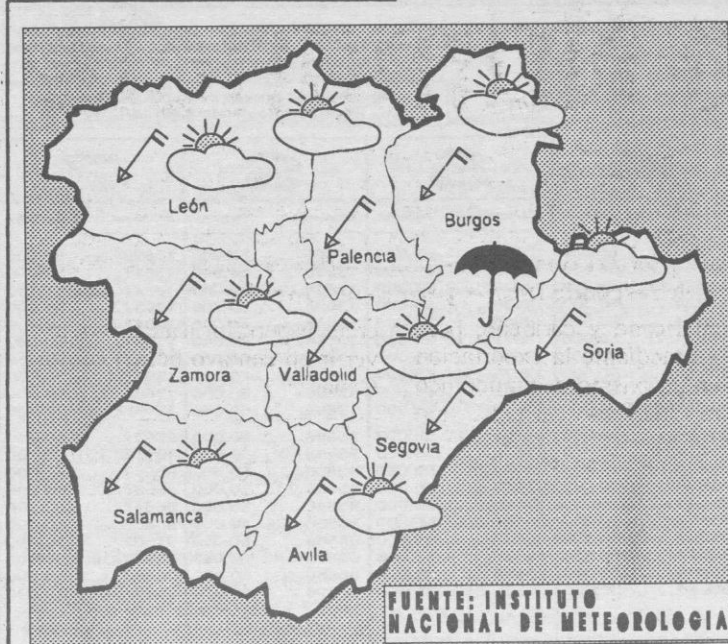 León
Burgos
Palencia
Soria
Zamora
Valladolid
Segovia
Salamanca
Avila
FUENTE: INSTITUTO
NACIONAL DE METEOROLOGIA